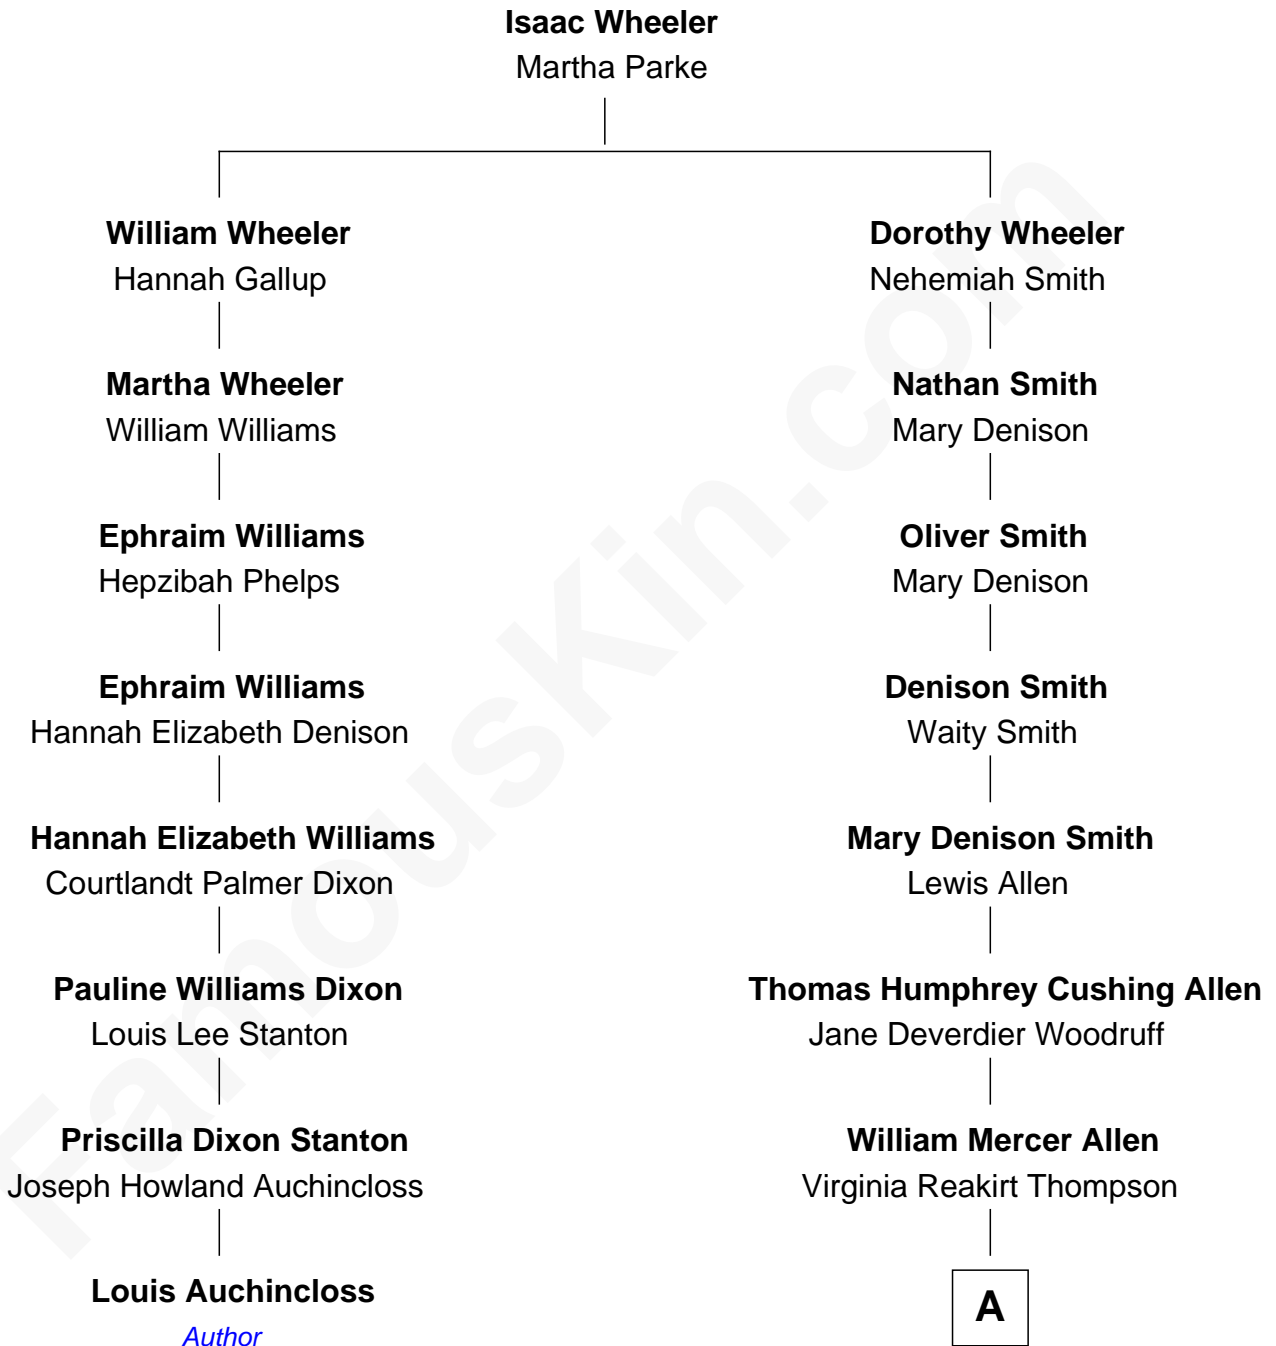 Isaac Wheeler
Martha Parke
William Wheeler
Hannah Gallup
Dorothy Wheeler
Nehemiah Smith
Martha Wheeler
William Williams
Nathan Smith
Mary Denison
Ephraim Williams
Hepzibah Phelps
Oliver Smith
Mary Denison
Ephraim Williams
Hannah Elizabeth Denison
Denison Smith
Waity Smith
Hannah Elizabeth Williams
Courtlandt Palmer Dixon
Mary Denison Smith
Lewis Allen
Pauline Williams Dixon
Louis Lee Stanton
Thomas Humphrey Cushing Allen
Jane Deverdier Woodruff
Priscilla Dixon Stanton
Joseph Howland Auchincloss
William Mercer Allen
Virginia Reakirt Thompson
Louis Auchincloss
Author
A
FamousKin.com